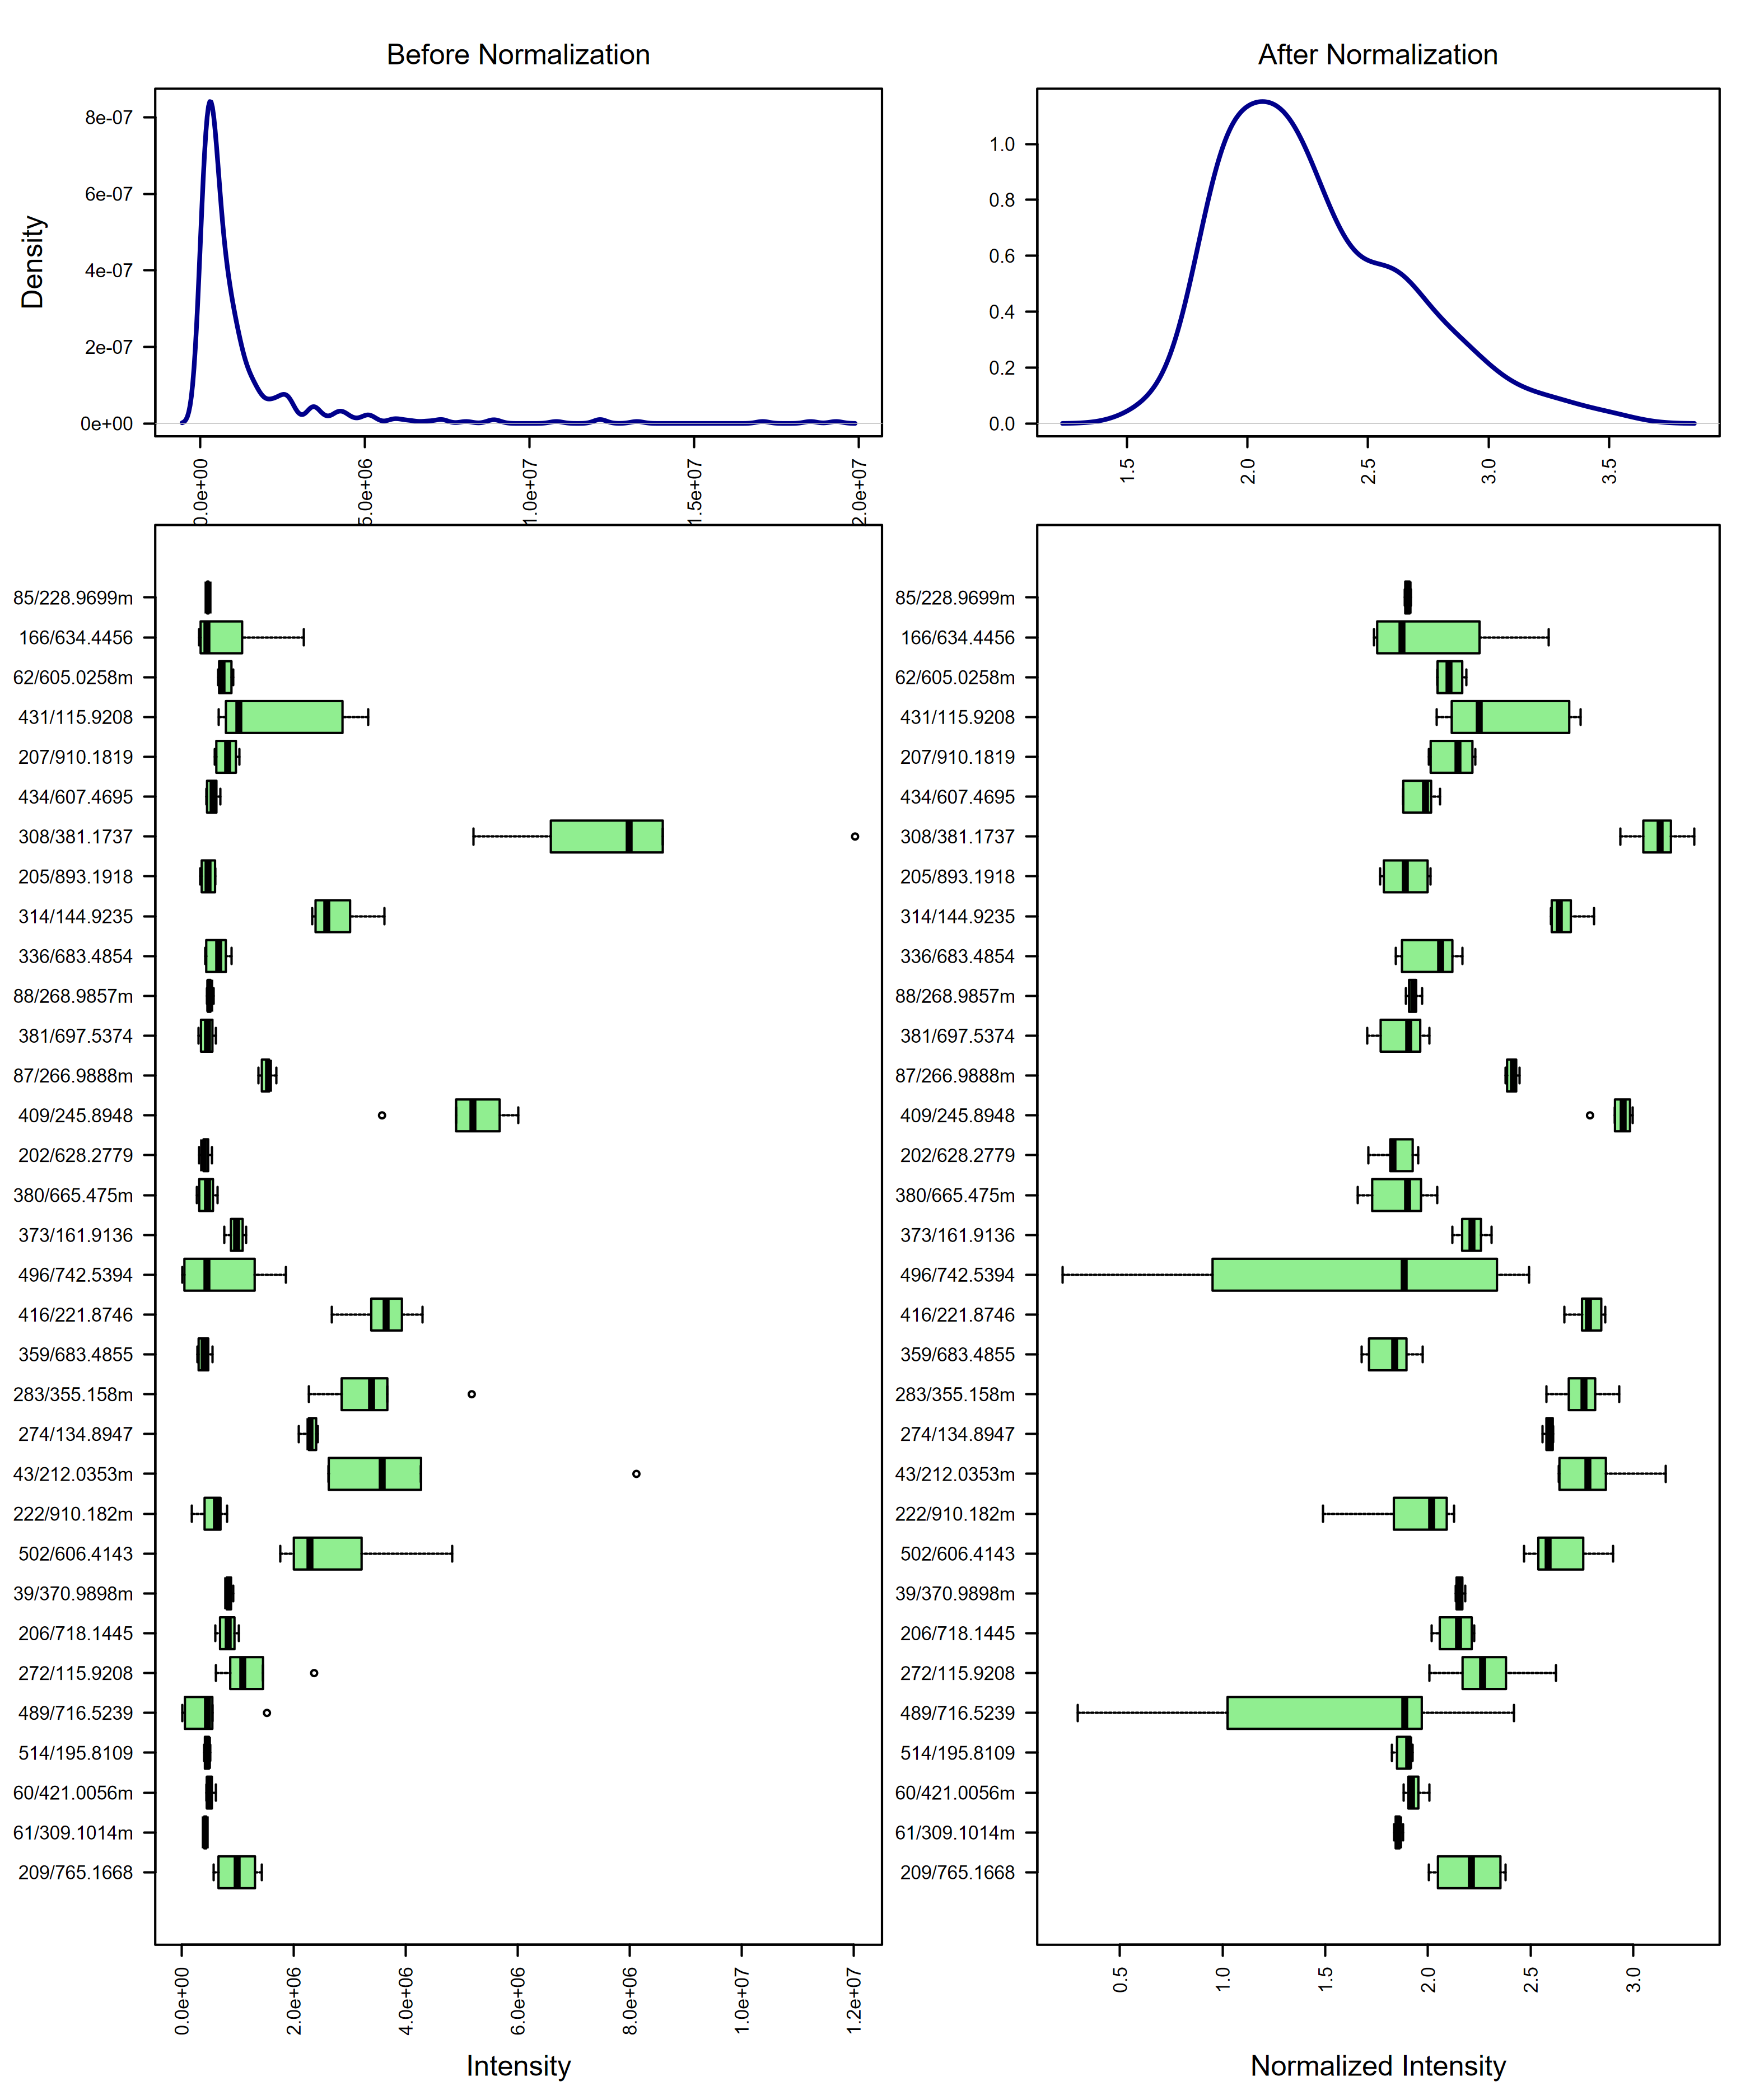 Before Normalization
After Normalization
Density
8e-07
6e-07
4e-07
2e-07
0e+00
0.0e+00
5.0e+06
1.0e+07
1.5e+07
2.0e+07
1.0
0.8
0.6
0.4
0.2
0.0
1.5
2.0
2.5
3.0
3.5
85/228.9699m
166/634.4456
62/605.0258m
431/115.9208
207/910.1819
434/607.4695
308/381.1737
205/893.1918
314/144.9235
336/683.4854
88/268.9857m
381/697.5374
87/266.9888m
409/245.8948
202/628.2779
380/665.475m
373/161.9136
496/742.5394
416/221.8746
359/683.4855
283/355.158m
274/134.8947
43/212.0353m
222/910.182m
502/606.4143
39/370.9898m
206/718.1445
272/115.9208
489/716.5239
514/195.8109
60/421.0056m
61/309.1014m
209/765.1668
0.0e+00
2.0e+06
4.0e+06
6.0e+06
8.0e+06
1.0e+07
1.2e+07
Intensity
85/228.9699m
166/634.4456
62/605.0258m
431/115.9208
207/910.1819
434/607.4695
308/381.1737
205/893.1918
314/144.9235
336/683.4854
88/268.9857m
381/697.5374
87/266.9888m
409/245.8948
202/628.2779
380/665.475m
373/161.9136
496/742.5394
416/221.8746
359/683.4855
283/355.158m
274/134.8947
43/212.0353m
222/910.182m
502/606.4143
39/370.9898m
206/718.1445
272/115.9208
489/716.5239
514/195.8109
60/421.0056m
61/309.1014m
209/765.1668
0.5
1.0
1.5
2.0
2.5
3.0
Normalized Intensity